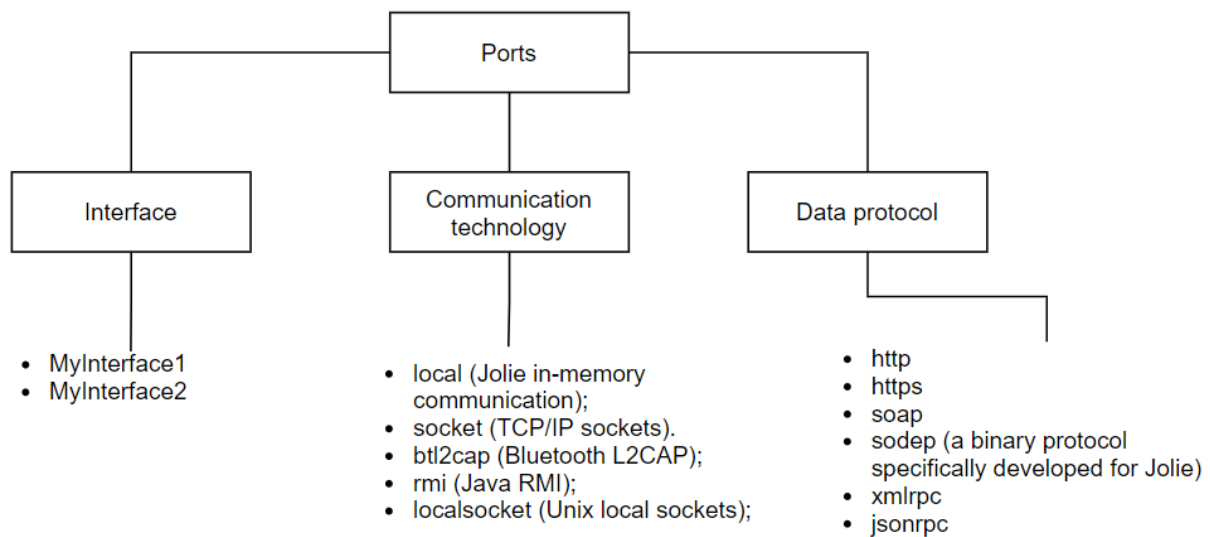 Ports
Interface
Communication
technology
Data protocol
• MyInterface1
• MyInterface2
• local (Jolie in-memory
communication);
• socket (TCP/IP sockets).
• btl2cap (Bluetooth L2CAP);
• rmi (Java RMI);
• localsocket (Unix local sockets);
• http
• https
• soap
• sodep (a binary protocol
specifically developed for Jolie)
• xmlrpc
• jsonrpc